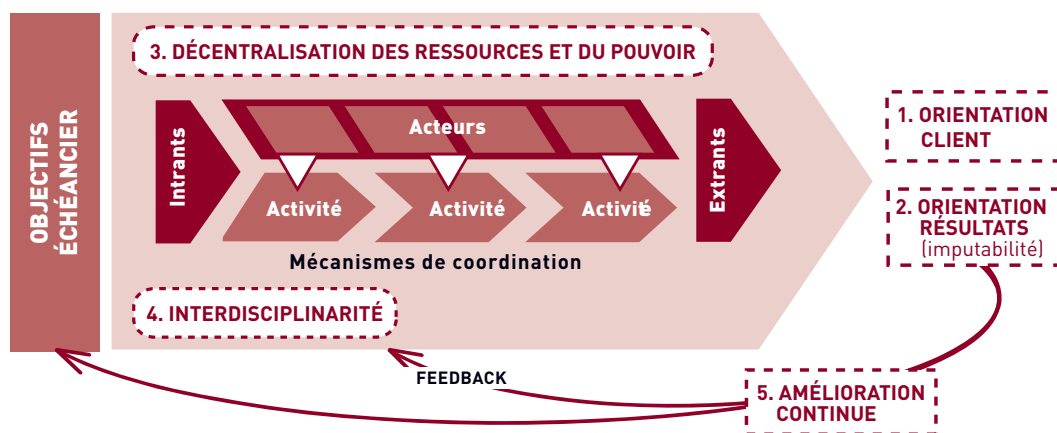 OBJECTIFS
ÉCHÉANCIER
3. DÉCENTRALISATION DES RESSOURCES ET DU POUVOIR
Intrants
Acteurs
Activité
Activité
Activité
Extrants
Mécanismes de coordination
4. INTERDISCIPLINARITÉ
1. ORIENTATION
CLIENT
2. ORIENTATION
RÉSULTATS
(imputabilité)
FEEDBACK
5. AMÉLIORATION
CONTINUE